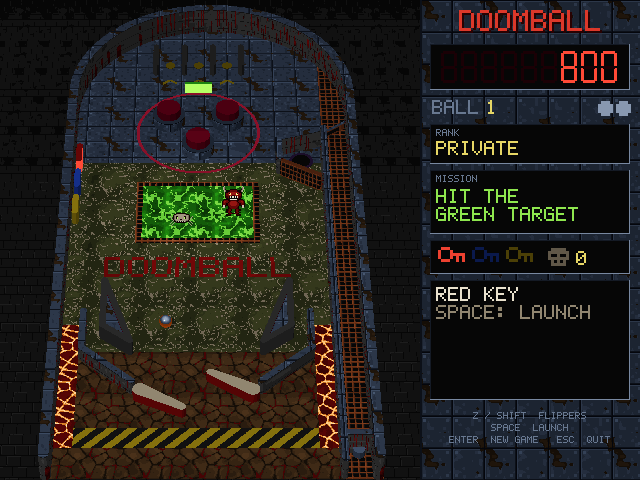 DOOMBALL
800
BALL 1
RANK
PRIVATE
MISSION
HIT THE
GREEN TARGET
0
RED KEY
SPACE: LAUNCH
DOOMBALL
Z / SHIFT FLIPPERS
SPACE LAUNCH
ENTER NEW GAME ESC QUIT